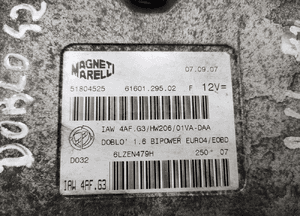 MAGNETI
MARELLI
07.09.07
51804525 61601.295.02 F 12V=
IAW 4AF.G3/HW206/01VA-DAA
DOBLO' 1.6 BIPOWER EURO4/EOBD
D032 6LZEN479H 250 07
IAW 4AF.G3
DOBLO